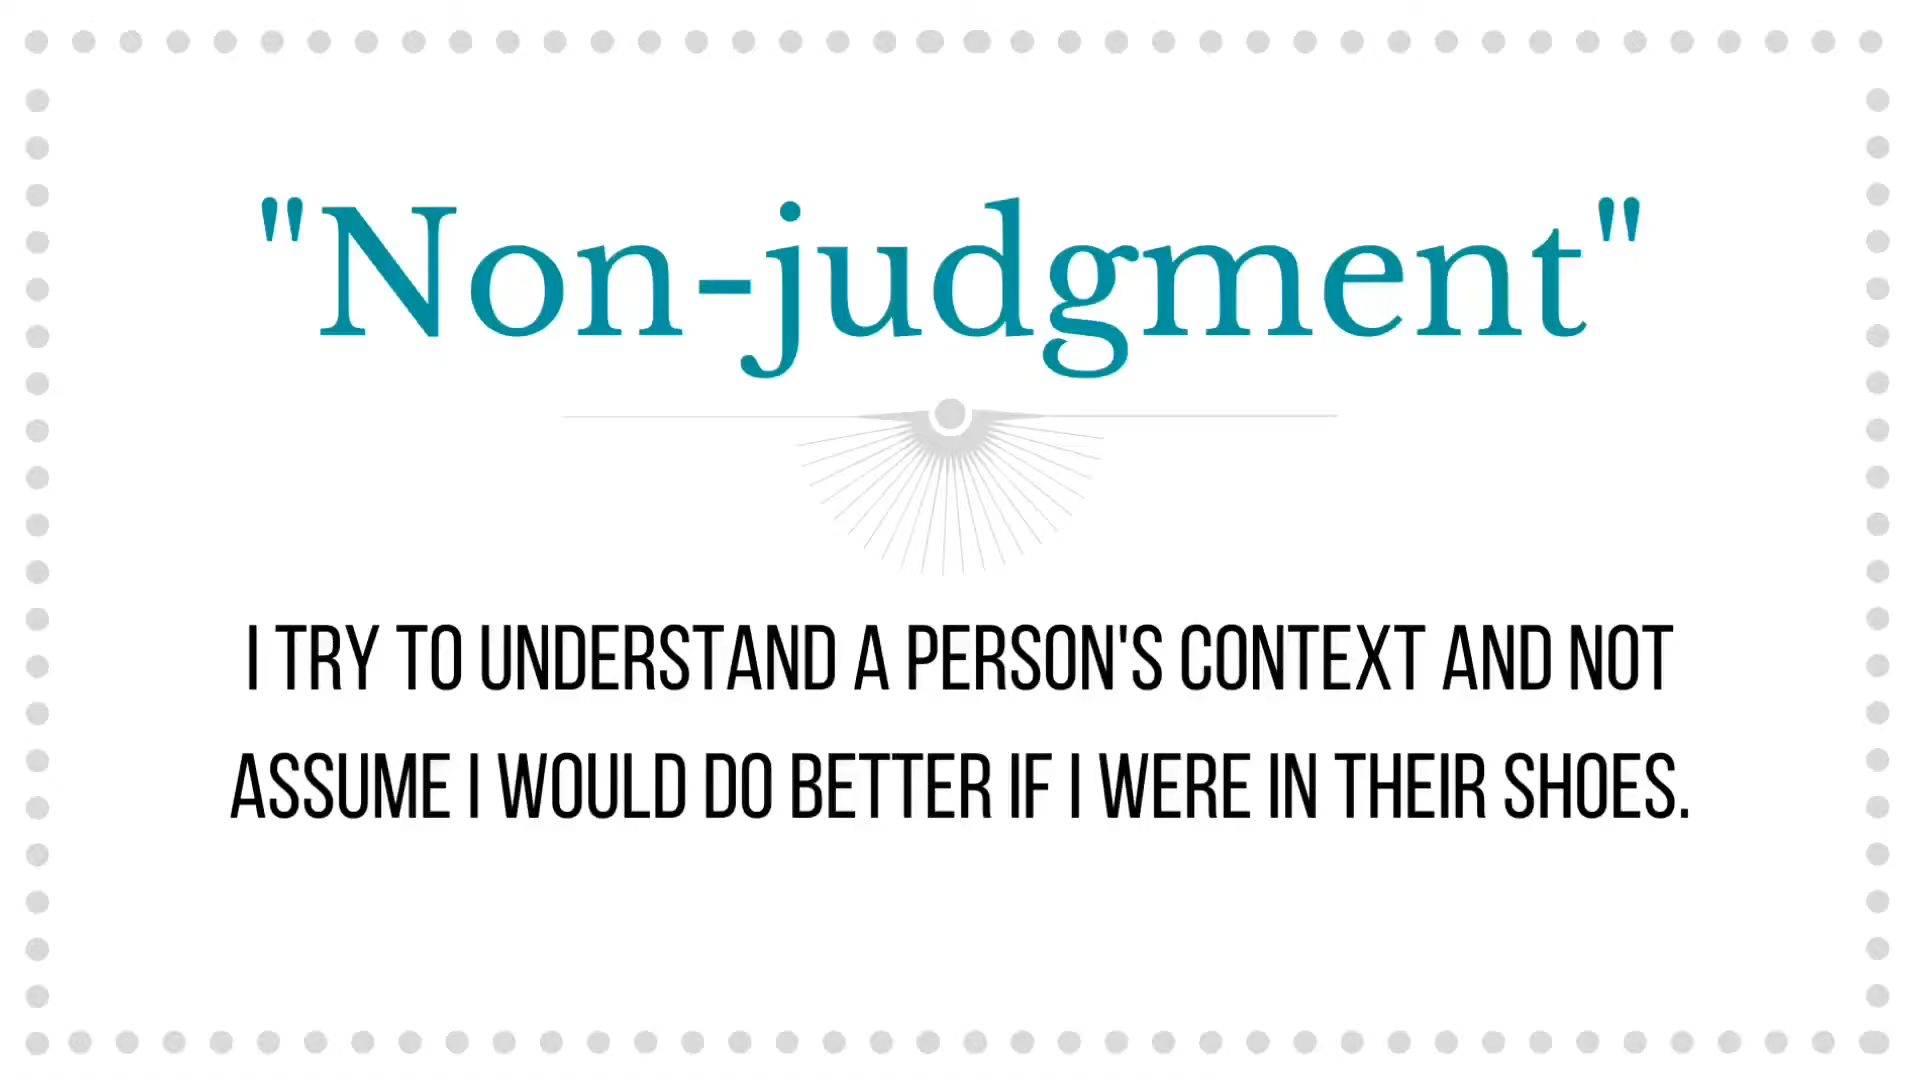 "Non-judgment"
I TRY TO UNDERSTAND A PERSON'S CONTEXT AND NOT
ASSUME I WOULD DO BETTER IF I WERE IN THEIR SHOES.